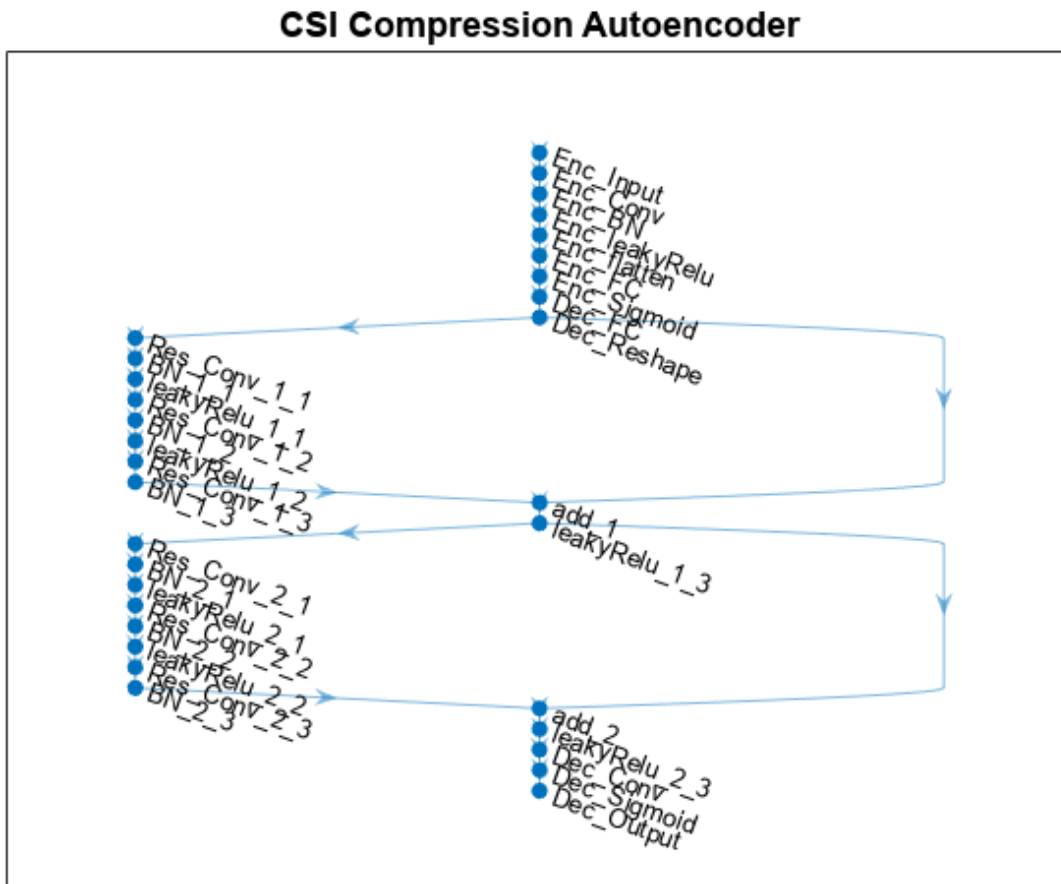 CSI Compression Autoencoder
Enc_Input
Enc_Conv
Enc_BN
Enc_leakyRelu
Enc_flatten
Enc_FC
Enc_Sigmoid
Dec_FC
Dec_Reshape
Res_Conv_1_1
BN_1_1
leakyRelu_1_1
Res_Conv_1_2
BN_1_2
leakyRelu_1_2
Res_Conv_1_3
BN_1_3
add_1
leakyRelu_1_3
Res_Conv_2_1
BN_2_1
leakyRelu_2_1
Res_Conv_2_2
BN_2_2
leakyRelu_2_2
Res_Conv_2_3
BN_2_3
add_2
leakyRelu_2_3
Dec_Conv
Dec_Sigmoid
Dec_Output